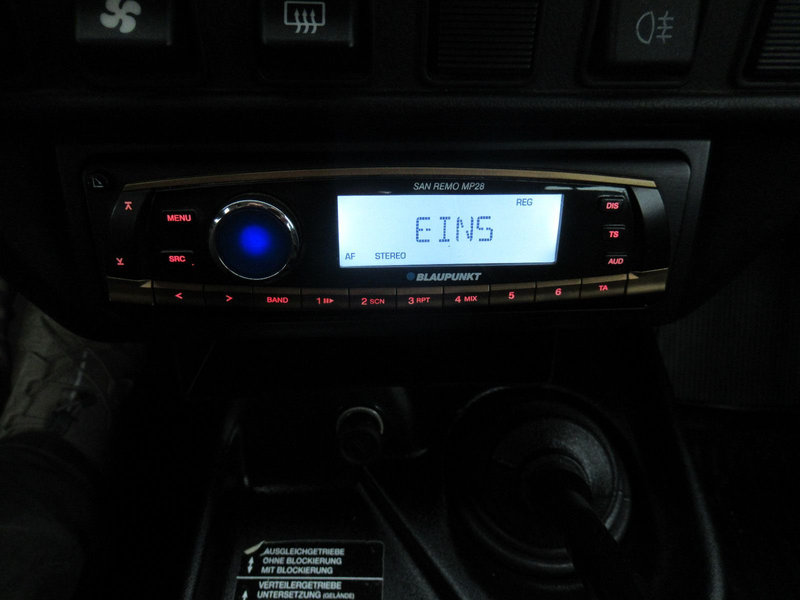 SAN REMO MP28
REG
EINS
AF STEREO
MENU
SRC
DIS
TS
AUD
BLAUPUNKT
< > BAND 1 2 SCN 3 RPT 4 MIX 5 6 TA
AUSGLEICHGETRIEBE
OHNE BLOCKIERUNG
MIT BLOCKIERUNG
VERTEILERGETRIEBE
UNTERSETZUNG (GELÄNDE)